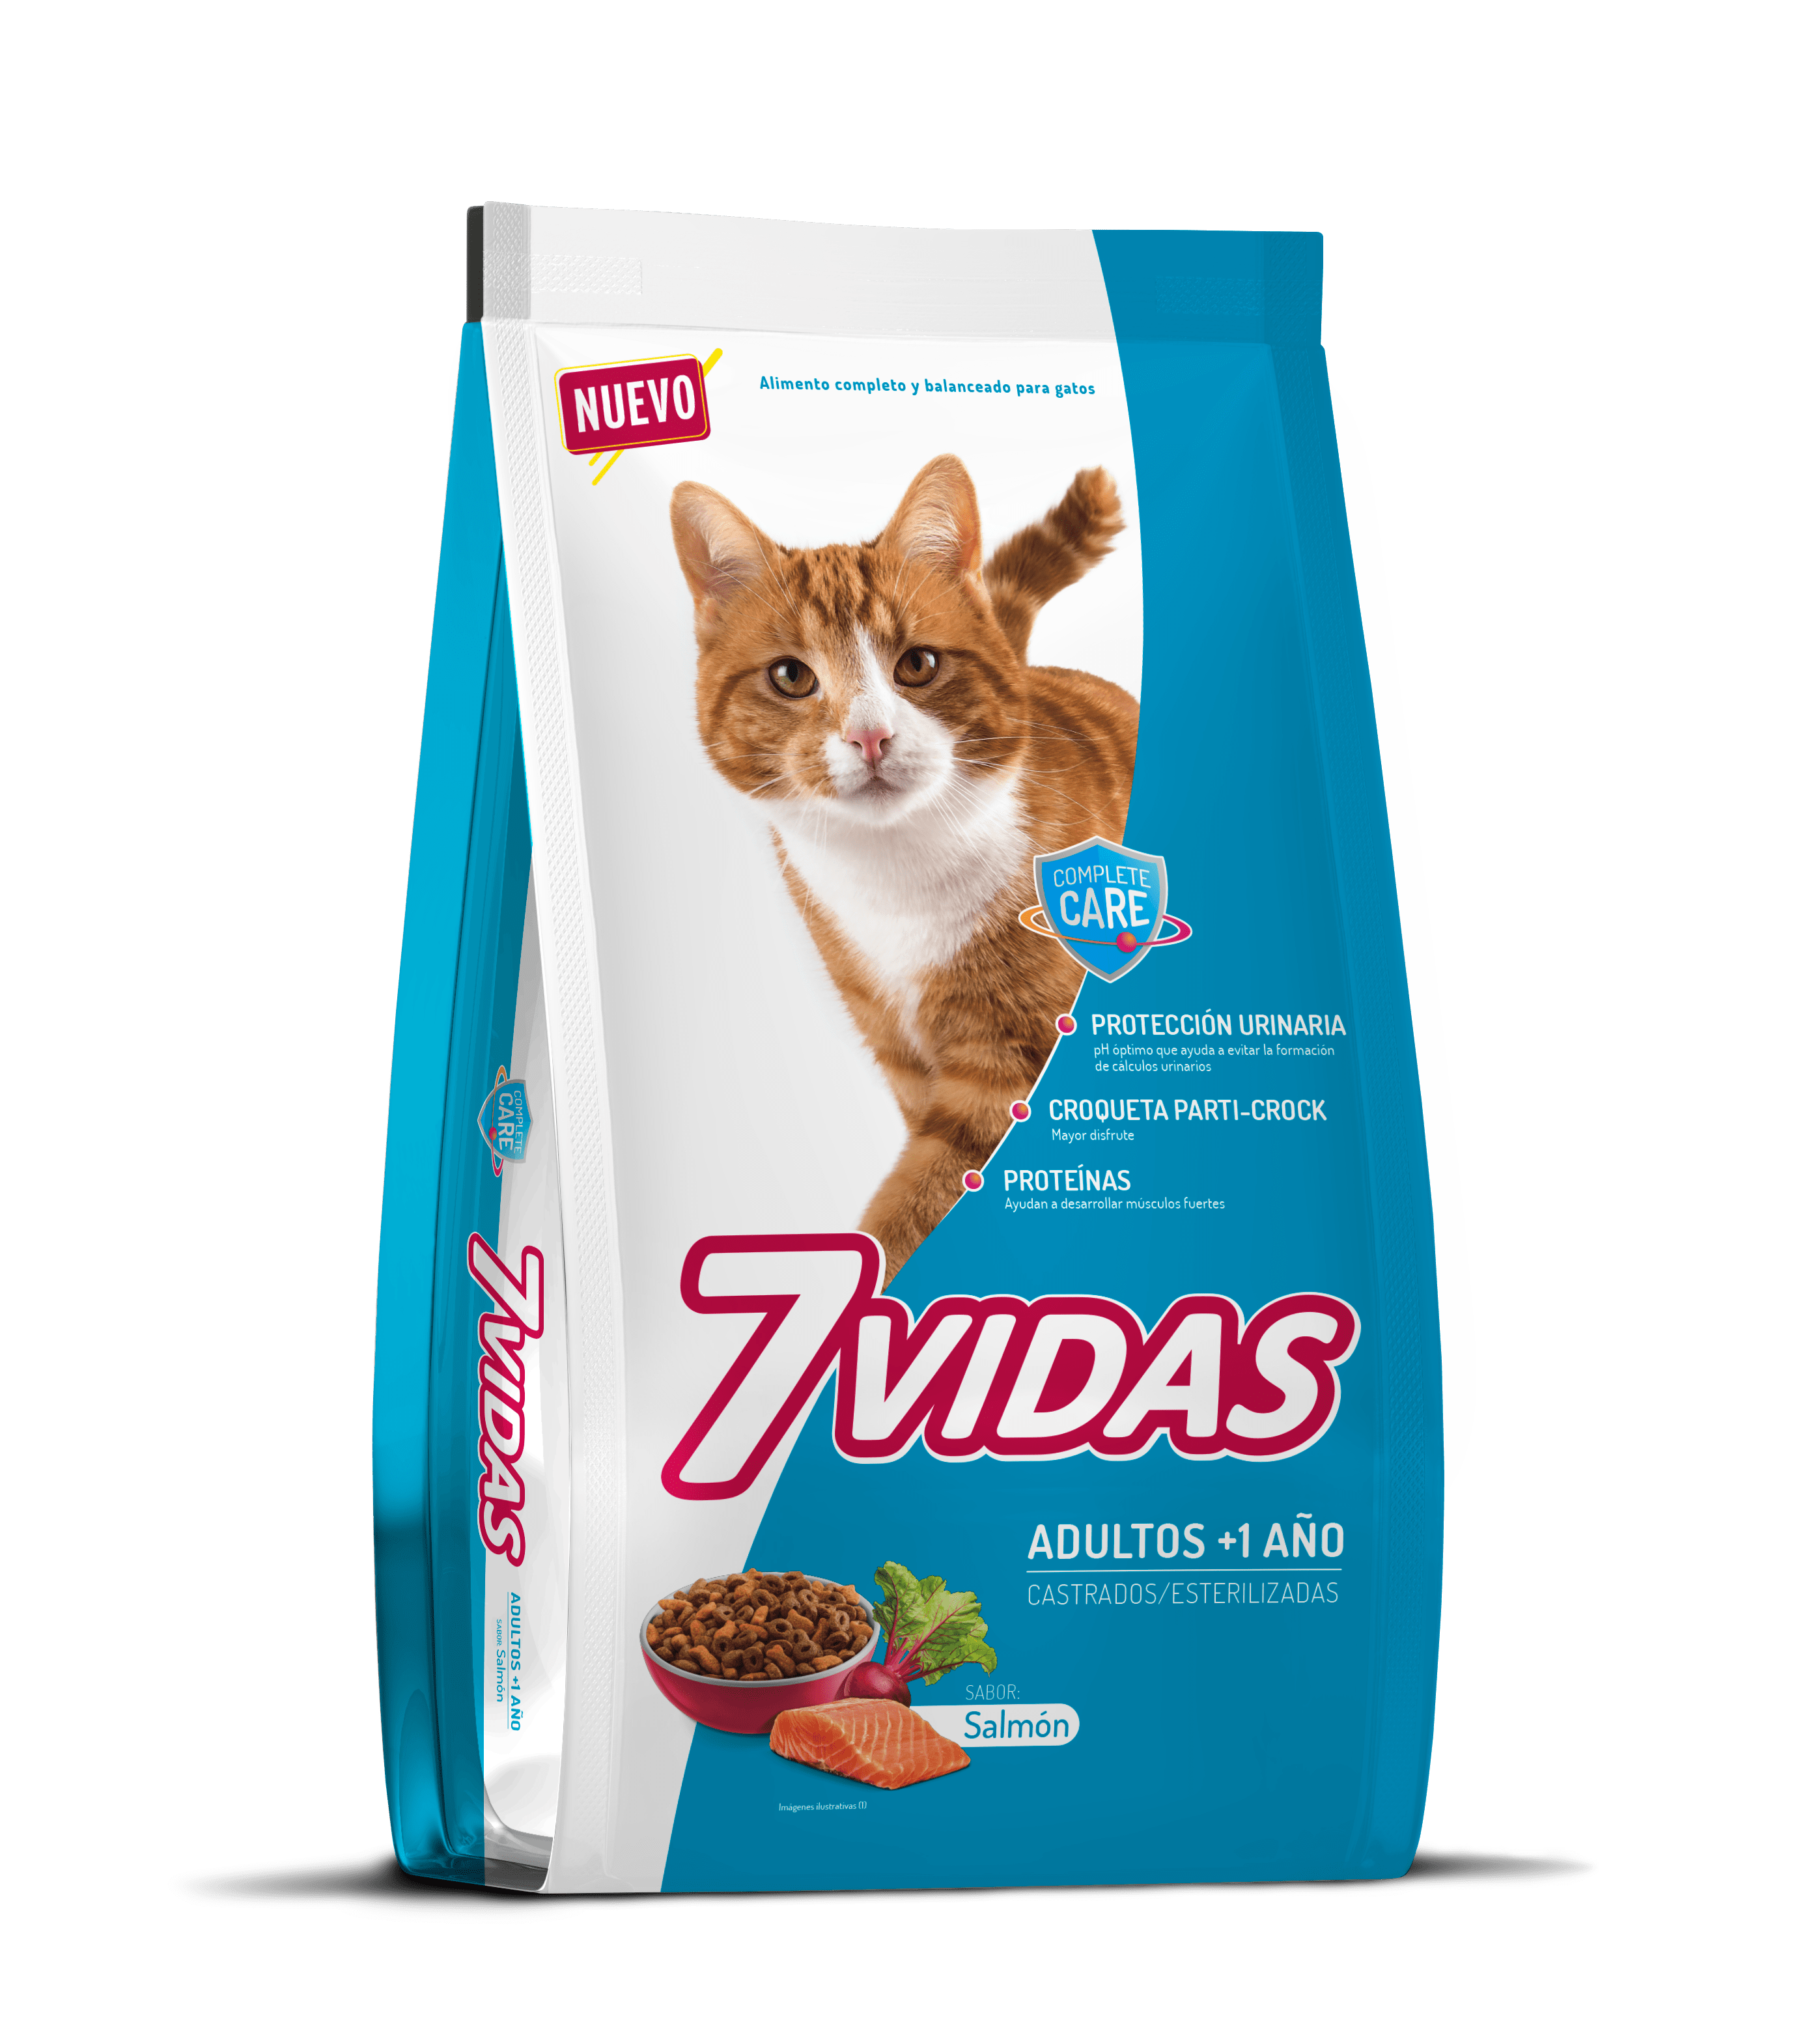 NUEVO
Alimento completo y balanceado para gatos
COMPLETE
CARE
PROTECCIÓN URINARIA
pH óptimo que ayuda a evitar la formación
de cálculos urinarios
CROQUETA PARTI-CROCK
Mayor disfrute
PROTEÍNAS
Ayudan a desarrollar músculos fuertes
7VIDAS
ADULTOS +1 AÑO
CASTRADOS/ESTERILIZADAS
SABOR:
Salmón
Imágenes ilustrativas (1)
COMPLETE
CARE
7VIDAS
ADULTOS +1 AÑO
SABOR: Salmón